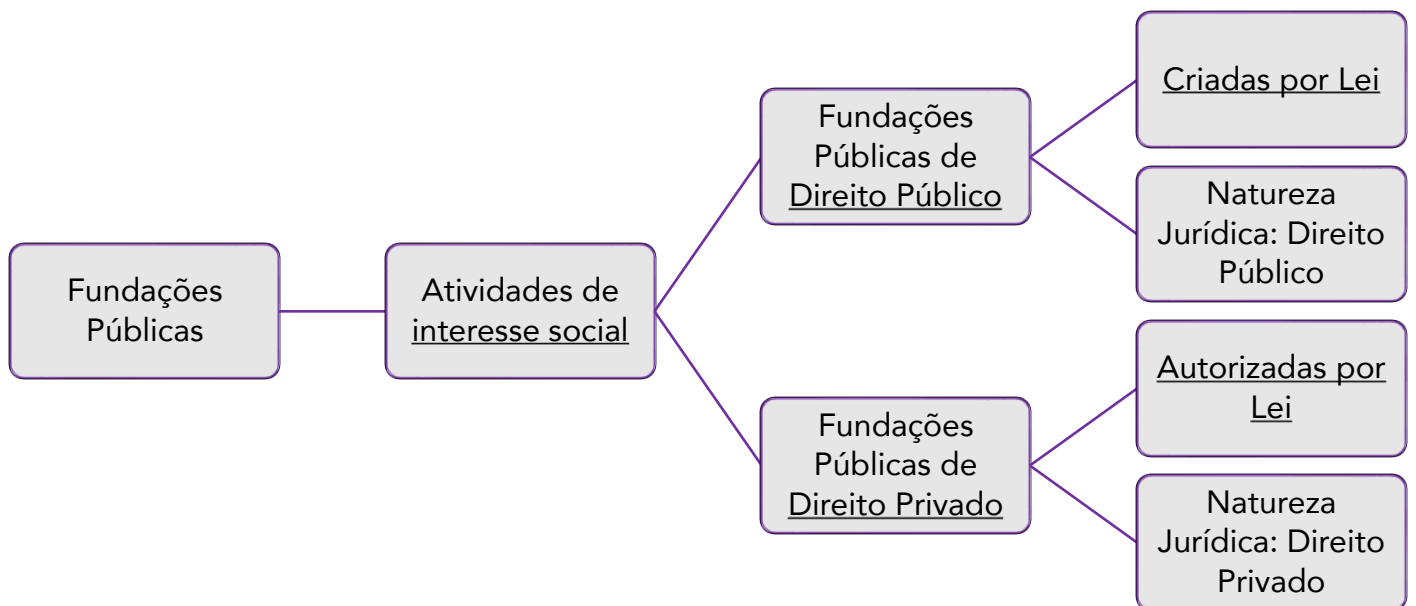 Fundações
Públicas
Atividades de
interesse social
Fundações
Públicas de
Direito Público
Criadas por Lei
Natureza
Jurídica: Direito
Público
Fundações
Públicas de
Direito Privado
Autorizadas por
Lei
Natureza
Jurídica: Direito
Privado